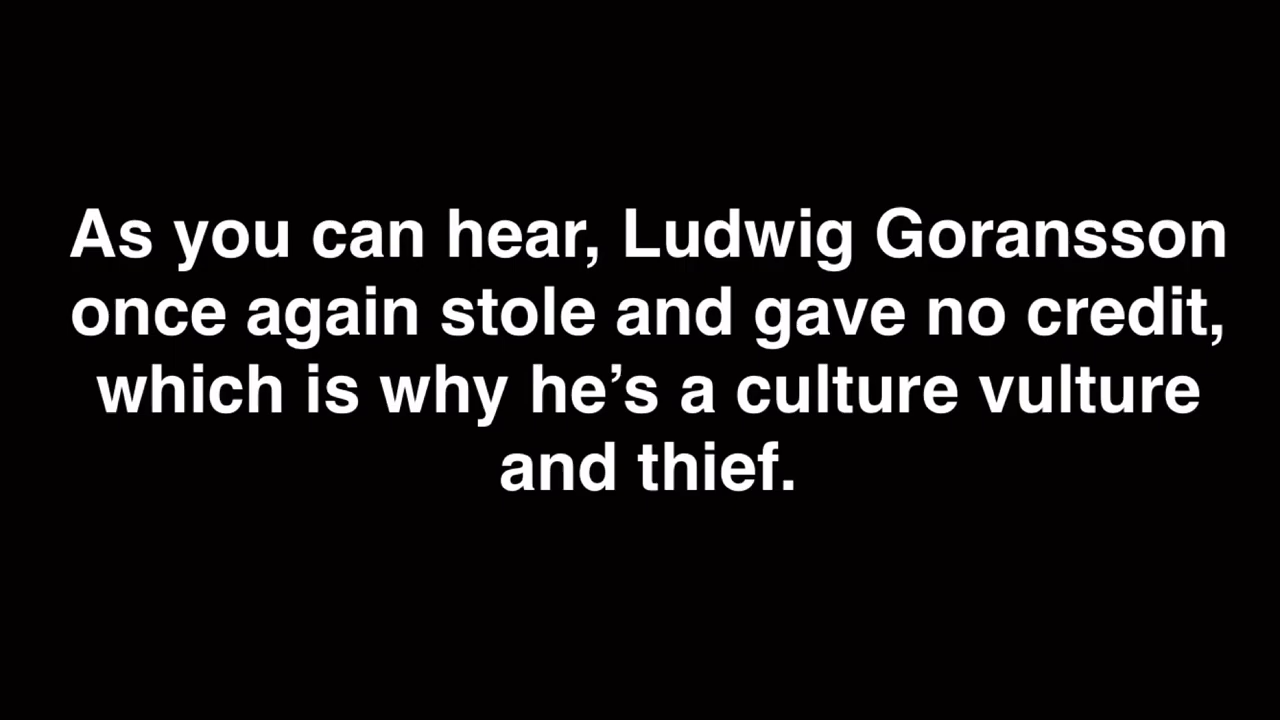 As you can hear, Ludwig Goransson
once again stole and gave no credit,
which is why he’s a culture vulture
and thief.